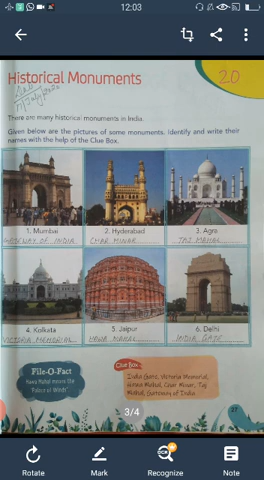 12:03
Historical Monuments
20
There are many historical monuments in India.
Given below are the pictures of some monuments. Identify and write their
names with the help of the Clue Box.
1. Mumbai
2. Hyderabad
3. Agra
GATEWAY OF INDIA
CHAR MINAR
TAJ MAHAL
4. Kolkata
5. Jaipur
6. Delhi
VICTORIA MEMORIAL
HAWA MAHAL
INDIA GATE
File-O-Fact
Hawa Mahal means the
'Palace of Winds'.
Clue Box
India Gate, Victoria Memorial,
Hawa Mahal, Char Minar, Taj
Mahal, Gateway of India
27
3/4
Rotate
Mark
OCR
Recognize
Note